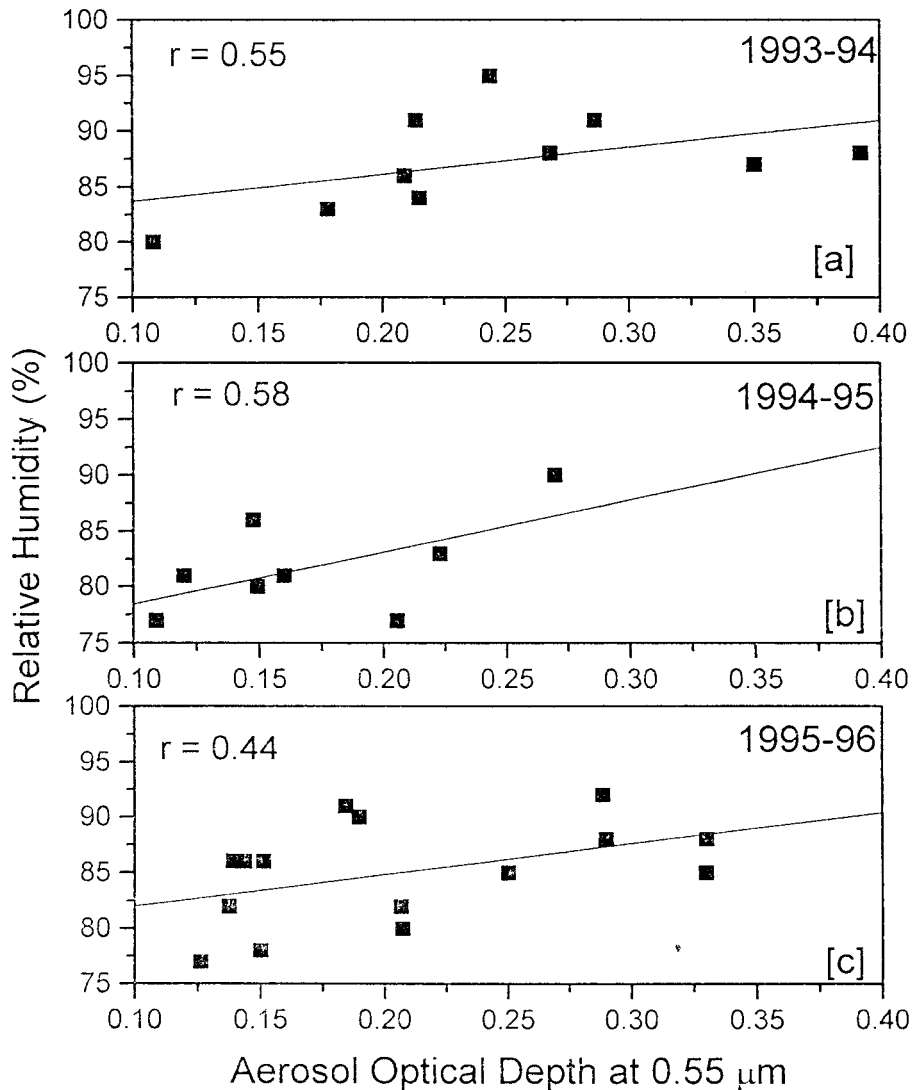 r = 0.55
1993-94
100
95
90
85
80
75
[a]
0.10 0.15 0.20 0.25 0.30 0.35 0.40
Relative Humidity (%)
r = 0.58
1994-95
100
95
90
85
80
75
[b]
0.10 0.15 0.20 0.25 0.30 0.35 0.40
r = 0.44
1995-96
100
95
90
85
80
75
[c]
0.10 0.15 0.20 0.25 0.30 0.35 0.40
Aerosol Optical Depth at 0.55 μm